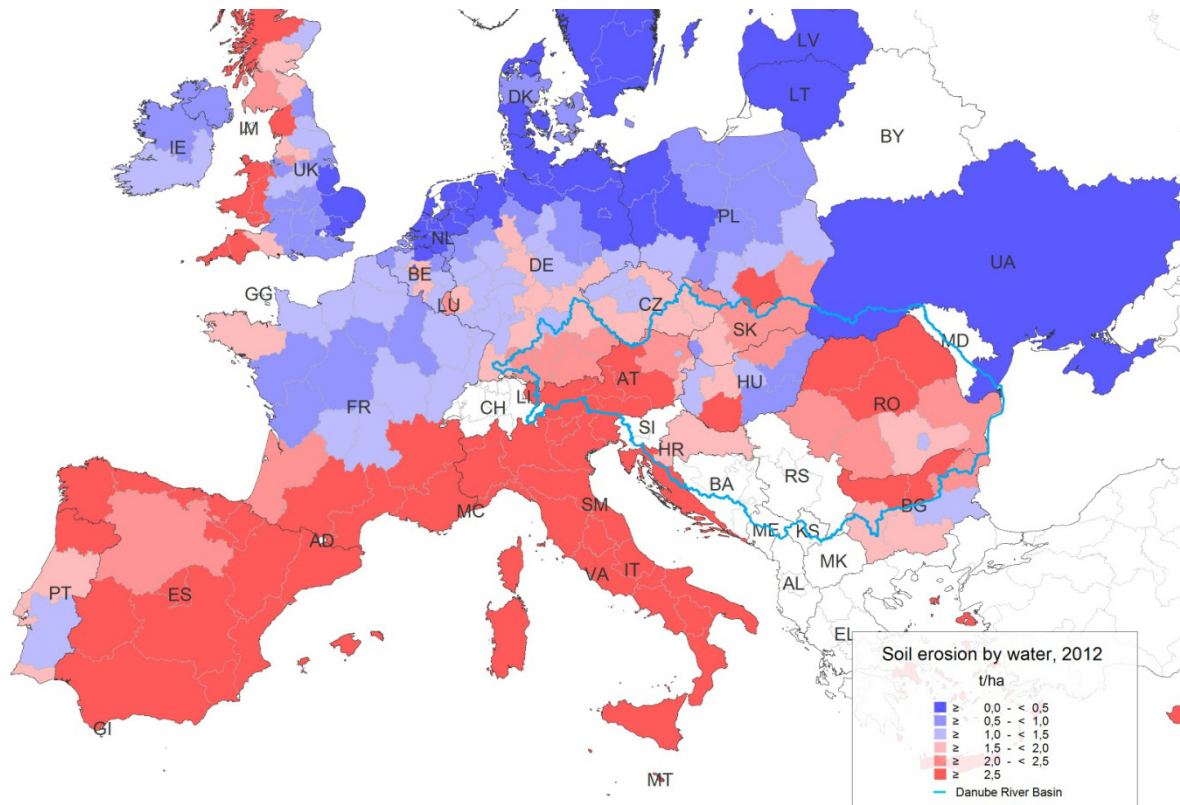 LV
LT
DK
BY
IM
IE
UK
PL
NL
DE
BE
UA
GG
LU
CZ
SK
MD
AT
HU
FR
CH
LI
RO
SI
HR
RS
BA
MC
SM
BG
ME
KS
AD
MK
VA
IT
PT
ES
AL
EL
GI
MT
Soil erosion by water, 2012
t/ha
≥ 0,0 - < 0,5
≥ 0,5 - < 1,0
≥ 1,0 - < 1,5
≥ 1,5 - < 2,0
≥ 2,0 - < 2,5
≥ 2,5
Danube River Basin